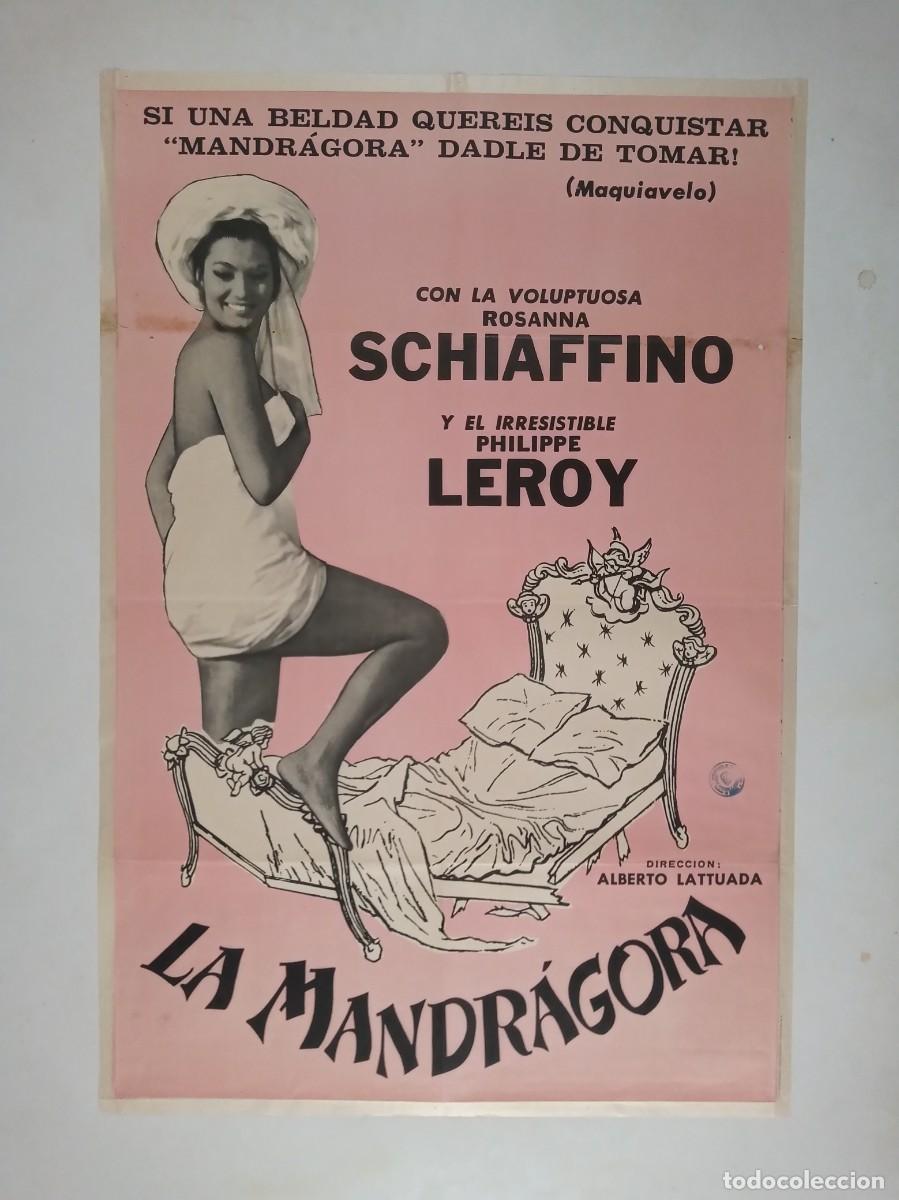 SI UNA BELDAD QUEREIS CONQUISTAR
“MANDRÁGORA” DADLE DE TOMAR!
(Maquiavelo)
CON LA VOLUPTUOSA
ROSANNA
SCHIAFFINO
Y EL IRRESISTIBLE
PHILIPPE
LEROY
DIRECCION:
ALBERTO LATTUADA
LA MANDRÁGORA
todocoleccion